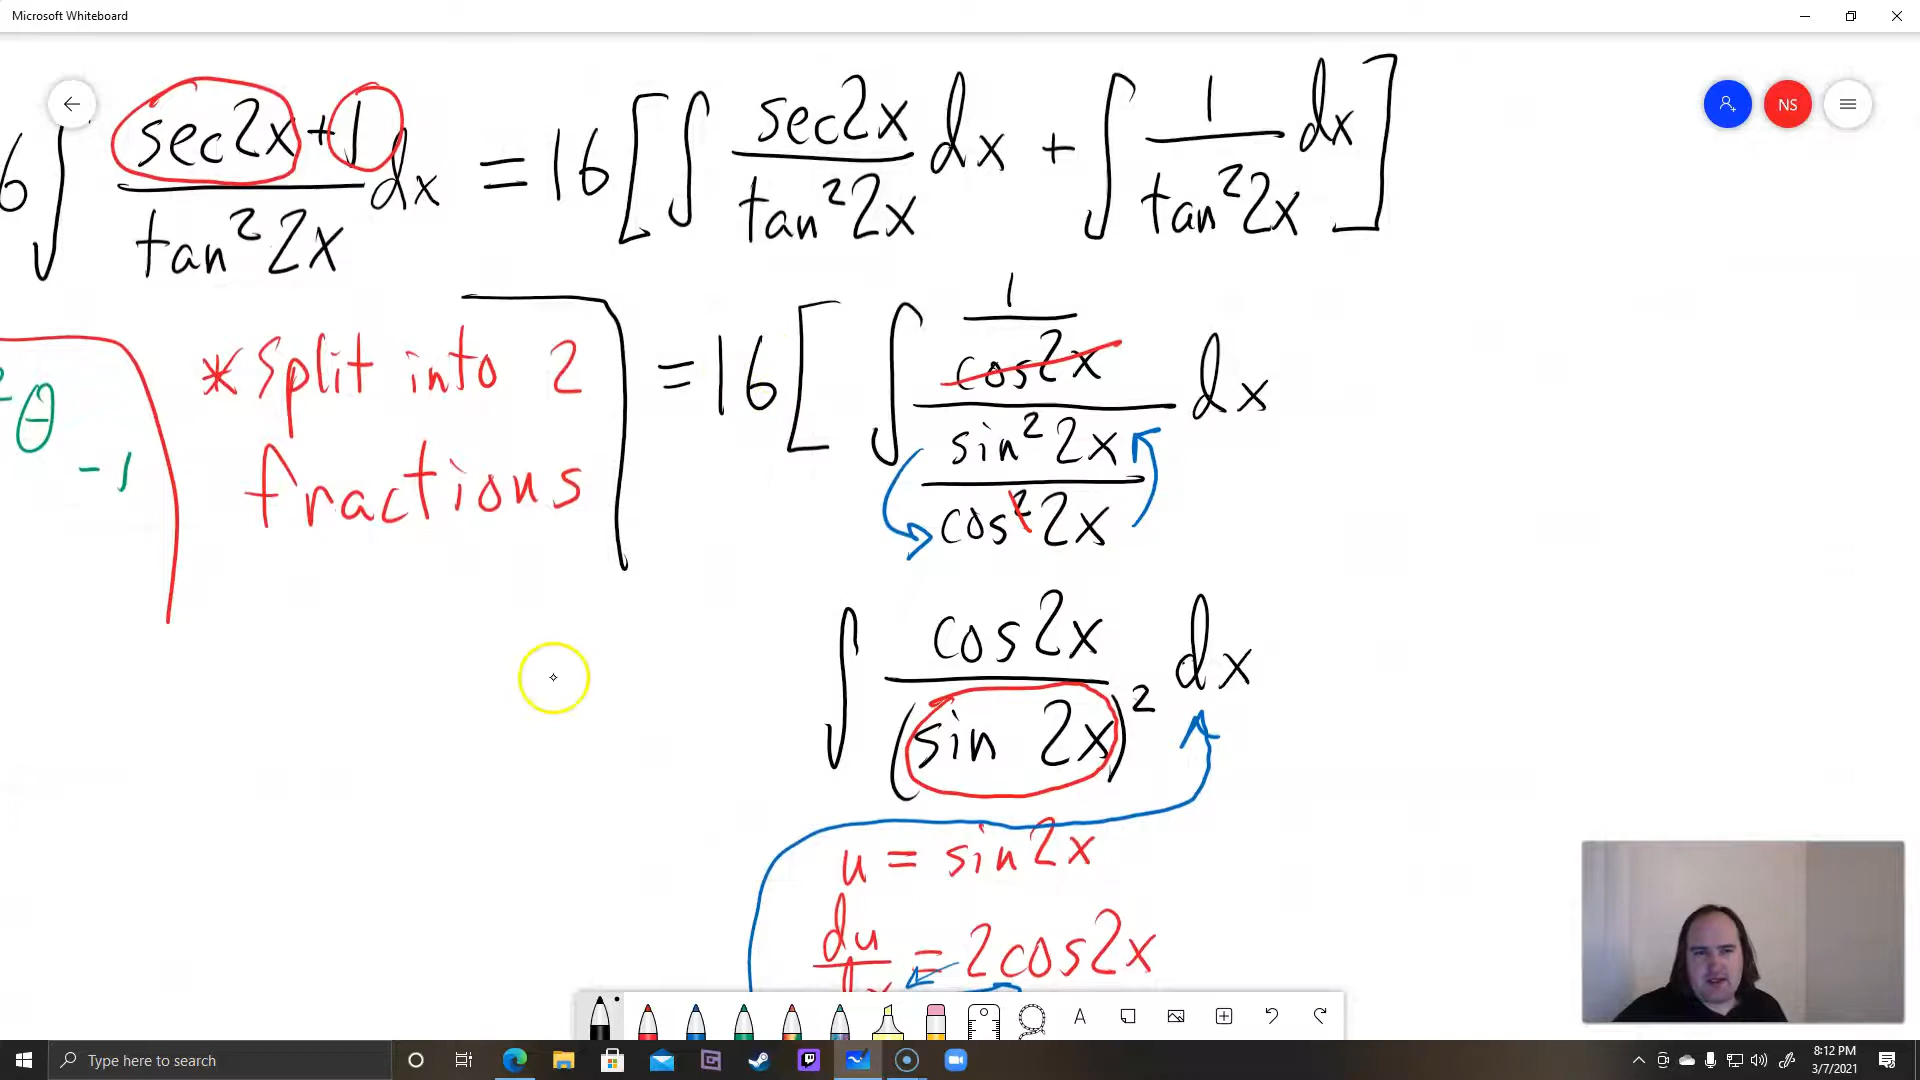 Microsoft Whiteboard
NS
6 ∫ sec2x+1 / tan²2x dx = 16 [ ∫ sec2x / tan²2x dx + ∫ 1 / tan²2x dx ]
² θ - 1
*Split into 2
fractions
= 16 [ ∫ 1 / cos2x / sin²2x / cos²2x dx
∫ cos2x / (sin 2x)² dx
u = sin2x
du / dx = 2cos2x
Type here to search
8:12 PM
3/7/2021